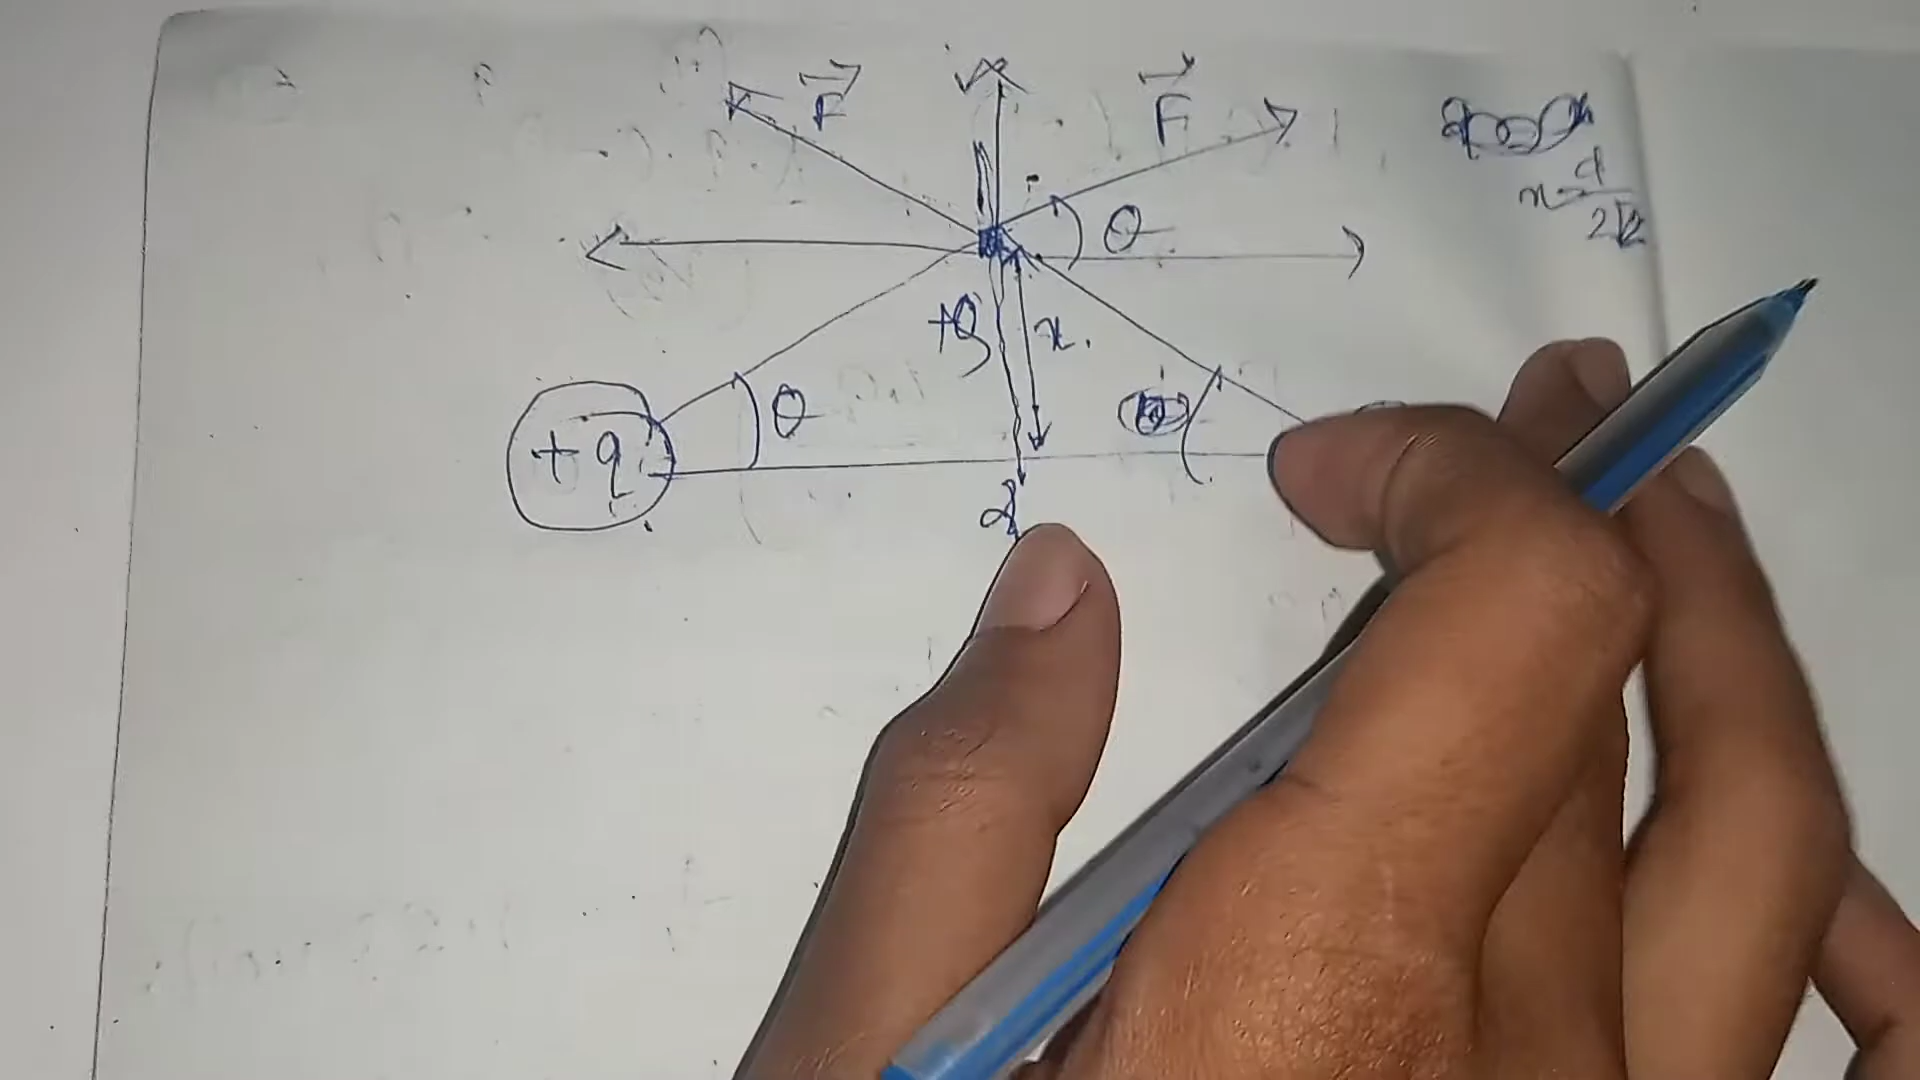 F F
θ
x = d
2√2
+Q x.
+q θ θ
d